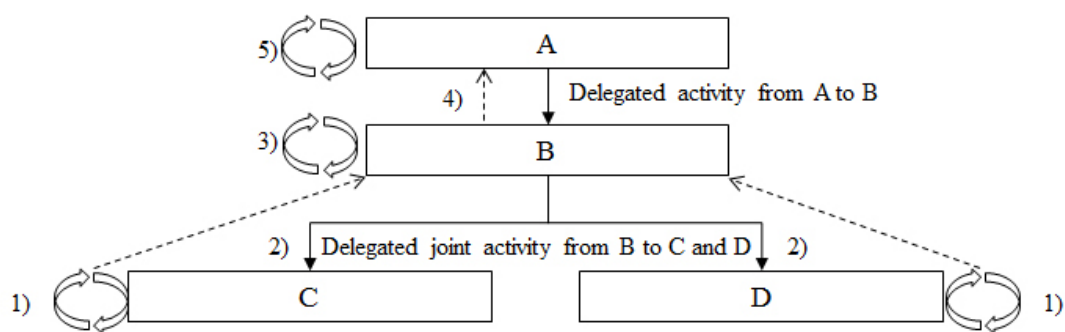 5)
A
4)
Delegated activity from A to B
3)
B
2) Delegated joint activity from B to C and D 2)
1)
C
D
1)